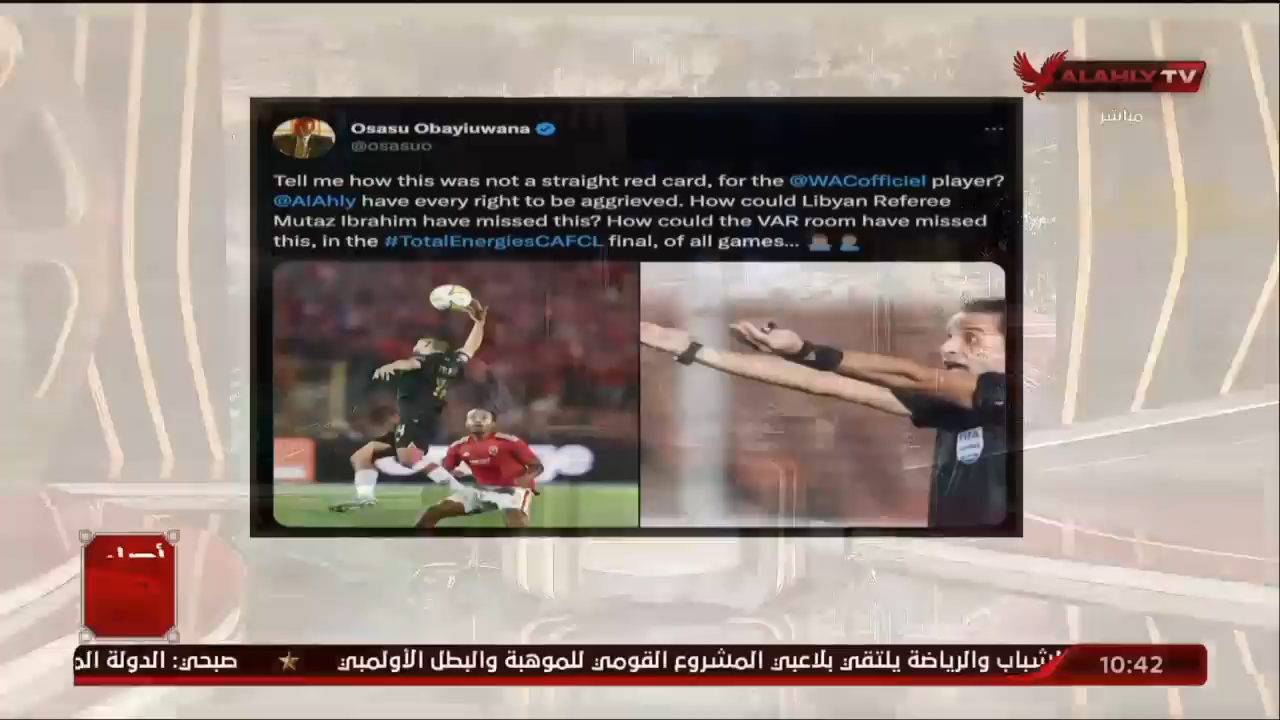 ALAHLY TV
مباشر
Osasu Obayiuwana
@osasuo
Tell me how this was not a straight red card, for the @WACofficiel player?
@AlAhly have every right to be aggrieved. How could Libyan Referee
Mutaz Ibrahim have missed this? How could the VAR room have missed
this, in the #TotalEnergiesCAFCL final, of all games...
FIFA
الشباب والرياضة يلتقي بلاعبي المشروع القومي للموهبة والبطل الأولمبي ★ صبحي: الدولة
10:42